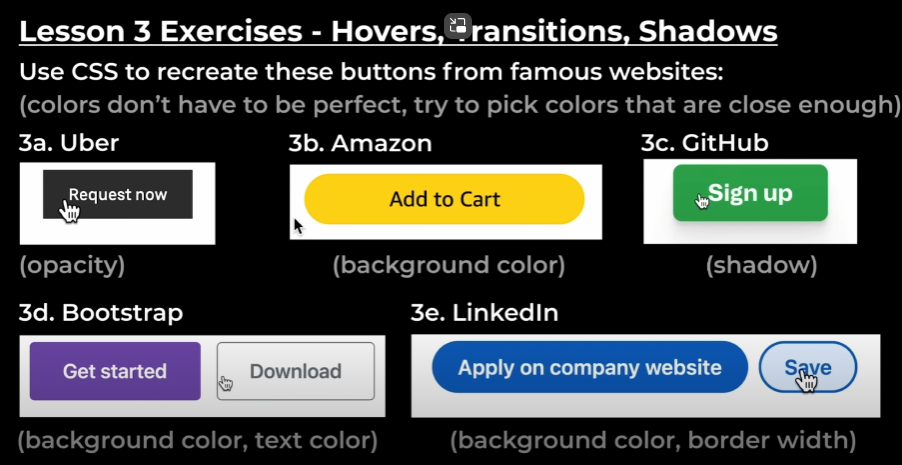 Lesson 3 Exercises - Hovers, Transitions, Shadows
Use CSS to recreate these buttons from famous websites:
(colors don’t have to be perfect, try to pick colors that are close enough)
3a. Uber
3b. Amazon
3c. GitHub
Request now
Add to Cart
Sign up
(opacity)
(background color)
(shadow)
3d. Bootstrap
3e. LinkedIn
Get started
Download
Apply on company website
Save
(background color, text color)
(background color, border width)